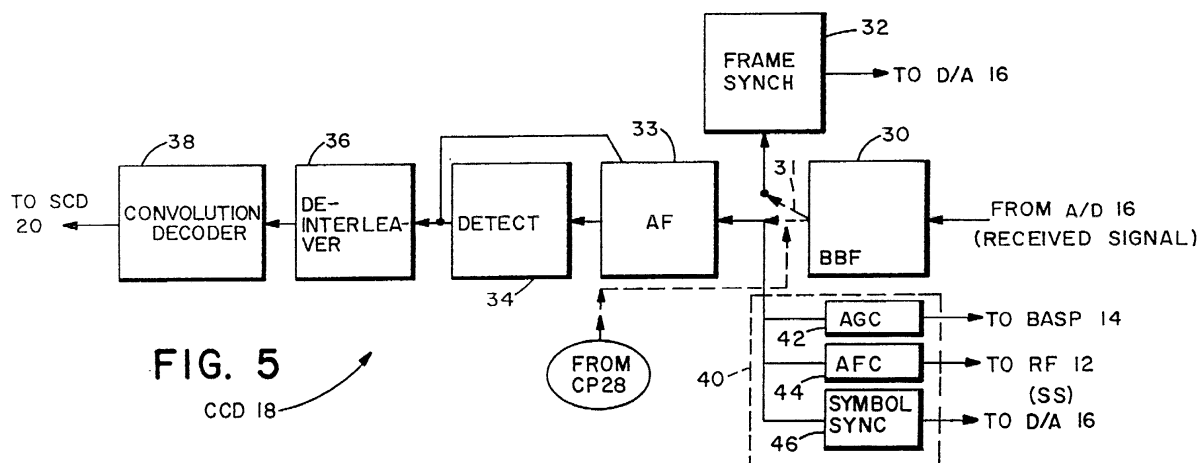 32
FRAME
SYNCH
TO D/A 16
38
36
33
31
30
TO SCD
20
CONVOLUTION
DECODER
DE-
INTERLEA-
VER
DETECT
AF
BBF
FROM A/D 16
(RECEIVED SIGNAL)
34
FROM
CP28
40
42
AGC
TO BASP 14
44
AFC
TO RF 12
(SS)
46
SYMBOL
SYNC
TO D/A 16
FIG. 5
CCD 18